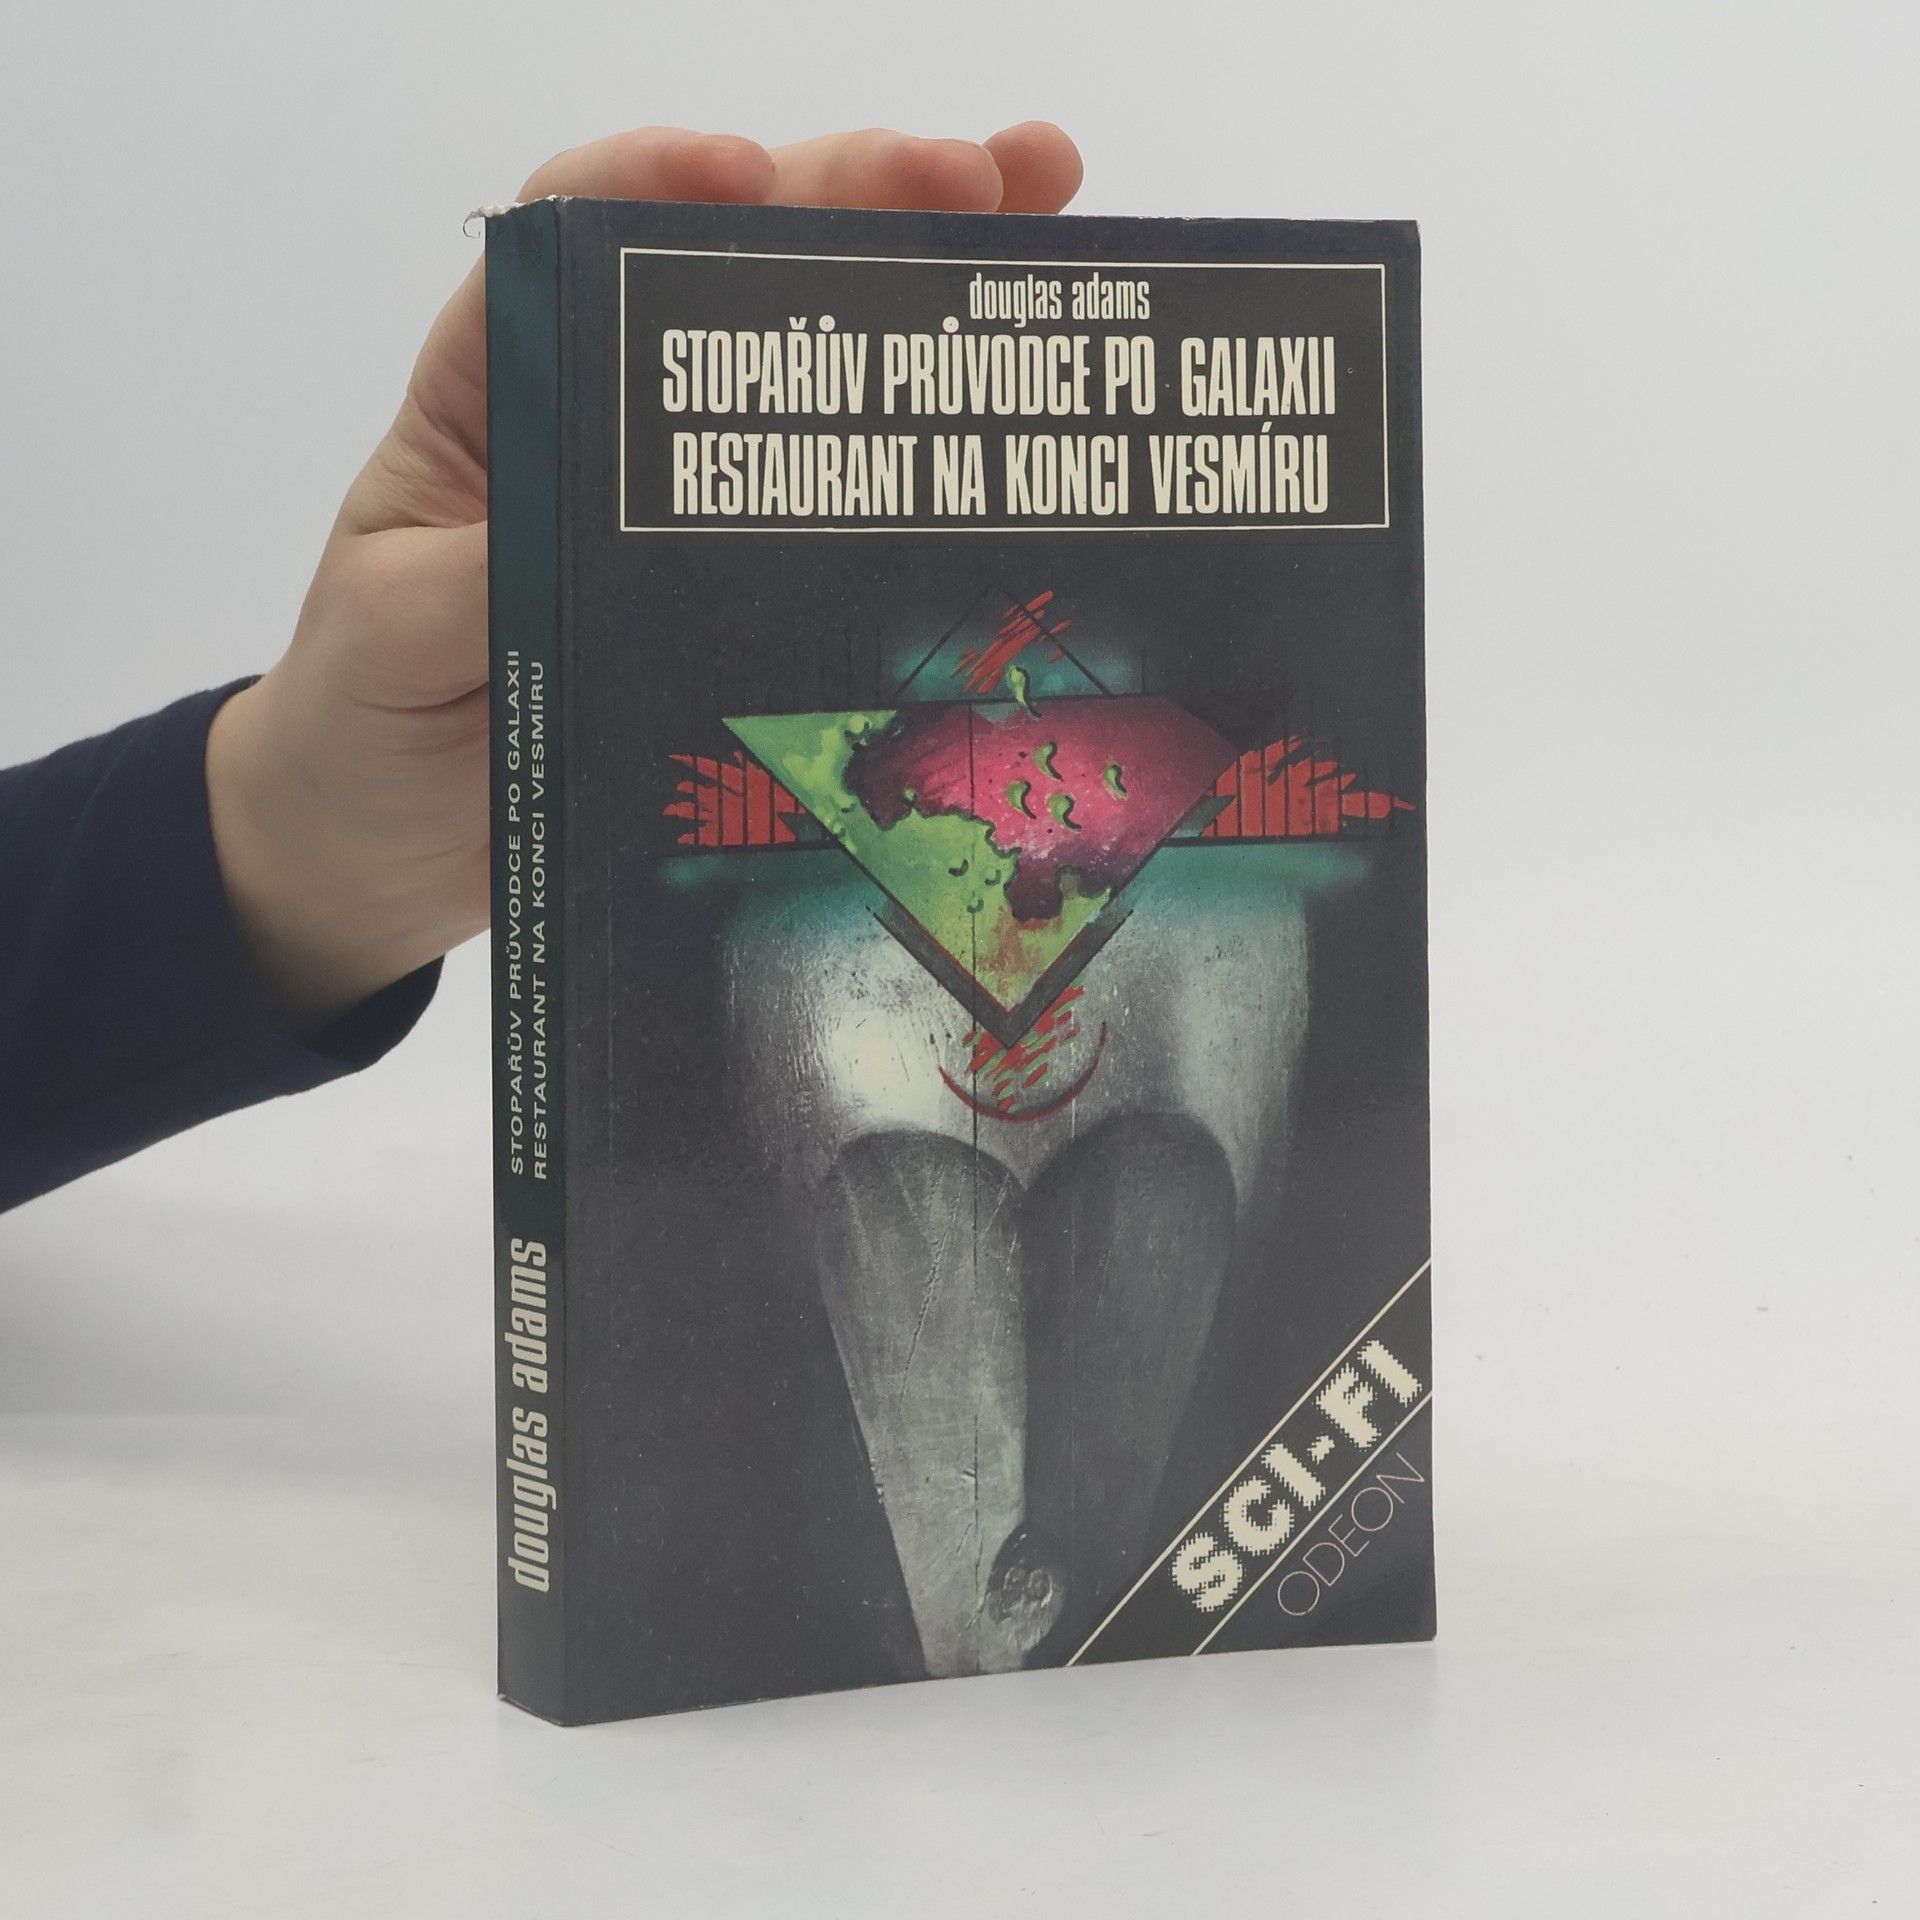 douglas adams
STOPAŘŮV PRŮVODCE PO GALAXII
RESTAURANT NA KONCI VESMÍRU
STOPAŘŮV PRŮVODCE PO GALAXII
RESTAURANT NA KONCI VESMÍRU
douglas adams
SCI-FI
ODEON